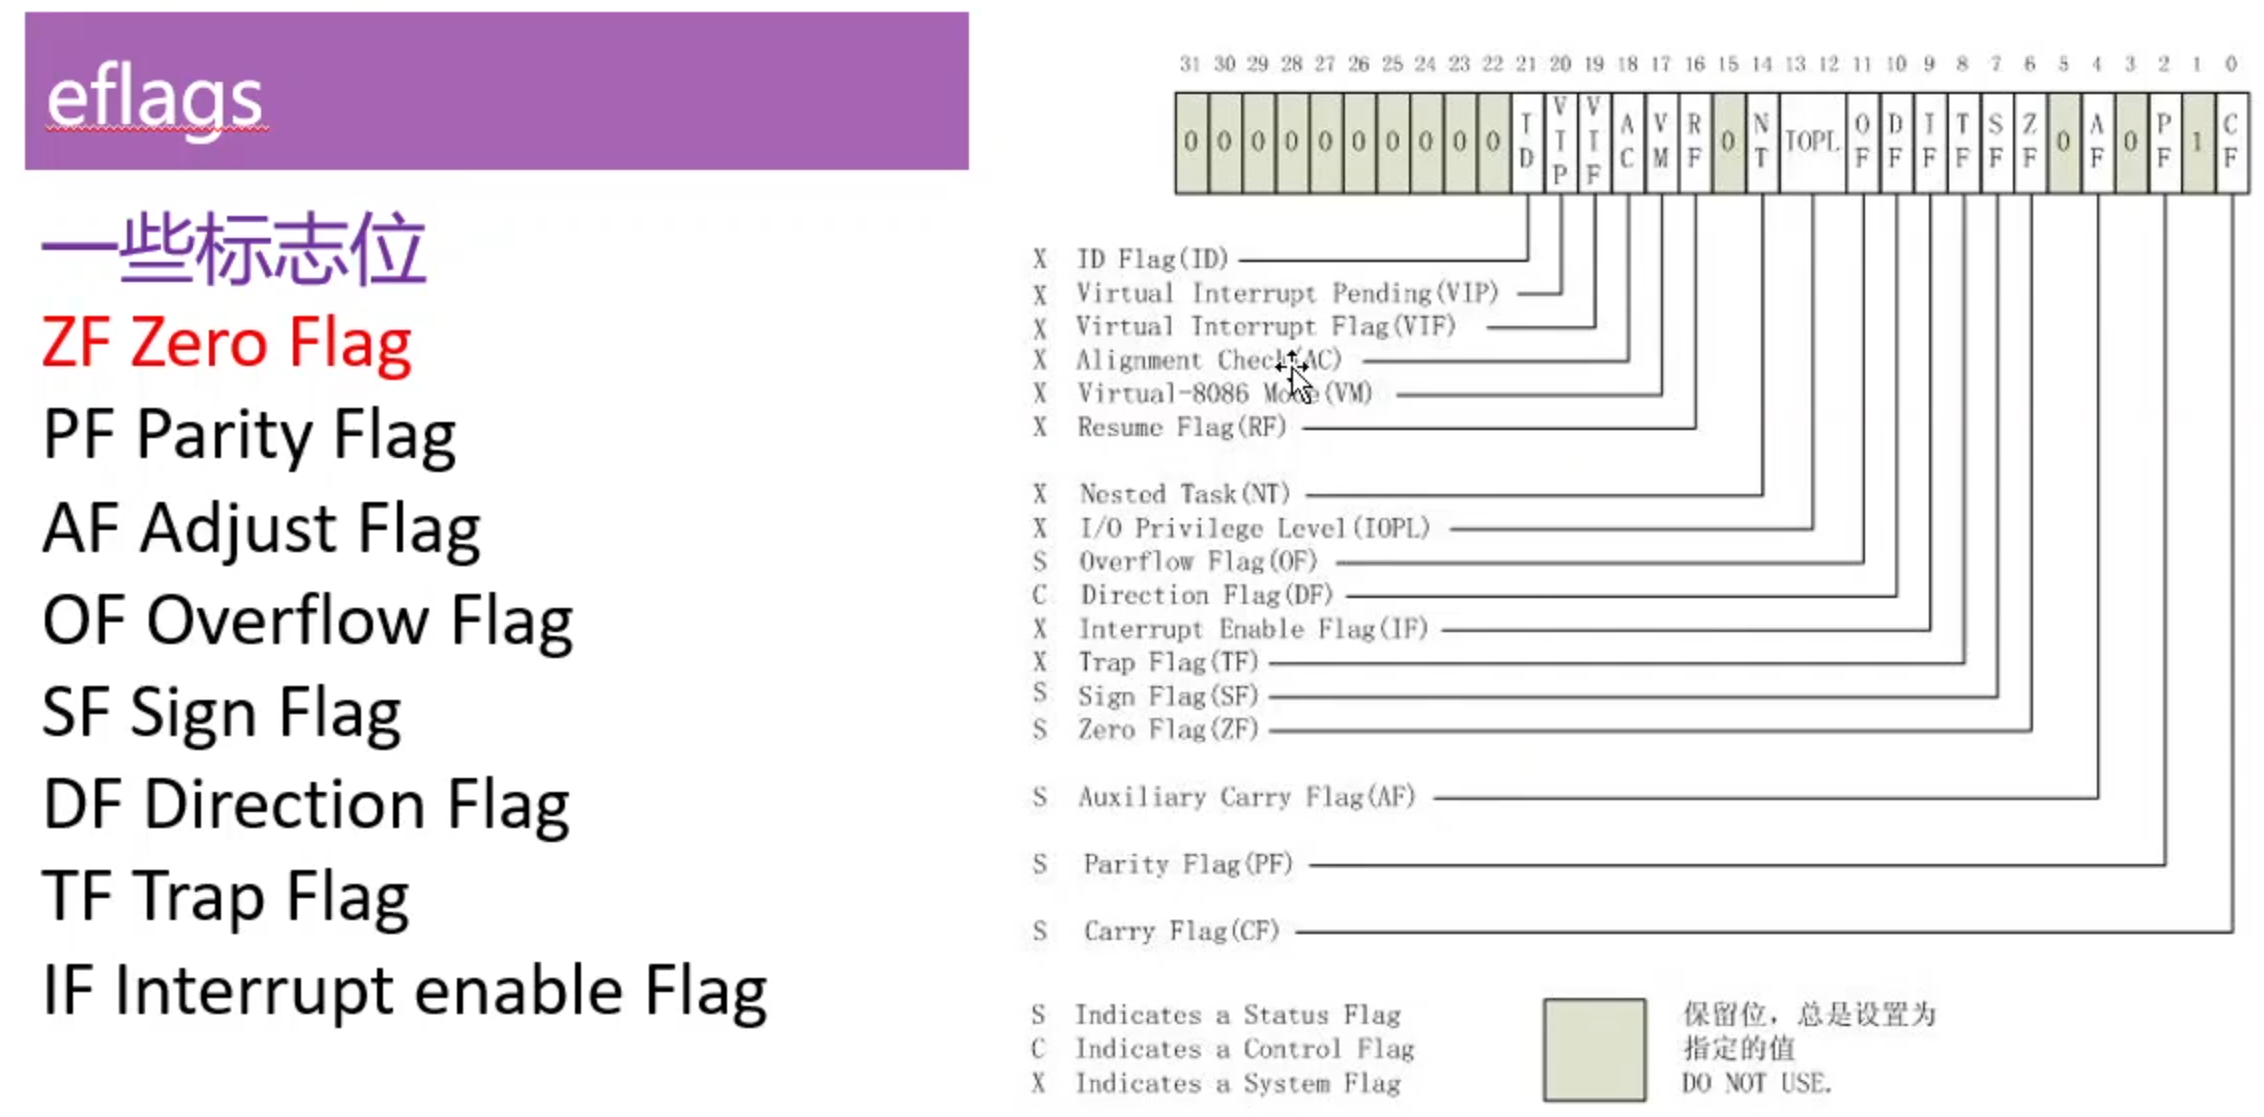 eflags
一些标志位
ZF Zero Flag
PF Parity Flag
AF Adjust Flag
OF Overflow Flag
SF Sign Flag
DF Direction Flag
TF Trap Flag
IF Interrupt enable Flag
31 30 29 28 27 26 25 24 23 22 21 20 19 18 17 16 15 14 13 12 11 10 9 8 7 6 5 4 3 2 1 0
0 0 0 0 0 0 0 0 0 0 ID VIP VIF AC VM RF 0 NT IOPL OF DF IF TF SF ZF 0 AF 0 PF 1 CF
X ID Flag(ID)
X Virtual Interrupt Pending(VIP)
X Virtual Interrupt Flag(VIF)
X Alignment Check(AC)
X Virtual-8086 Mode(VM)
X Resume Flag(RF)
X Nested Task(NT)
X I/O Privilege Level(IOPL)
S Overflow Flag(OF)
C Direction Flag(DF)
X Interrupt Enable Flag(IF)
X Trap Flag(TF)
S Sign Flag(SF)
S Zero Flag(ZF)
S Auxiliary Carry Flag(AF)
S Parity Flag(PF)
S Carry Flag(CF)
S Indicates a Status Flag
C Indicates a Control Flag
X Indicates a System Flag
保留位，总是设置为
指定的值
DO NOT USE.